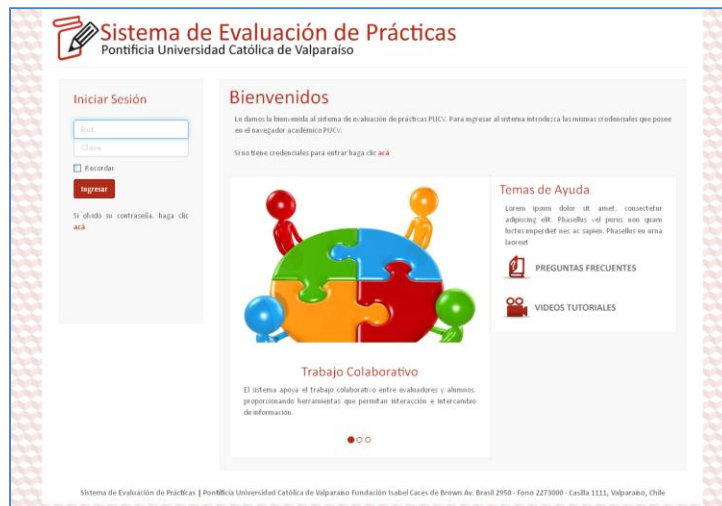 Sistema de Evaluación de Prácticas
Pontificia Universidad Católica de Valparaíso
Iniciar Sesión
Rut
Clave
Recordar
Ingresar
Si olvidó su contraseña, haga clic
acá
Bienvenidos
Le damos la bienvenida al sistema de evaluación de prácticas PUCV. Para ingresar al sistema introduzca las mismas credenciales que posee
en el navegador académico PUCV.
Si no tiene credenciales para entrar haga clic acá
Trabajo Colaborativo
El sistema apoya el trabajo colaborativo entre evaluadores y alumnos,
proporcionando herramientas que permitan interacción e intercambio
de información.
Temas de Ayuda
Lorem ipsum dolor sit amet, consectetur
adipiscing elit. Phasellus vel purus non quam
luctus imperdiet nec ac sapien. Phasellus eu urna
laoreet
PREGUNTAS FRECUENTES
VIDEOS TUTORIALES
Sistema de Evaluación de Prácticas | Pontificia Universidad Católica de Valparaíso Fundación Isabel Caces de Brown Av. Brasil 2950 - Fono 2273000 - Casilla 1111, Valparaíso, Chile